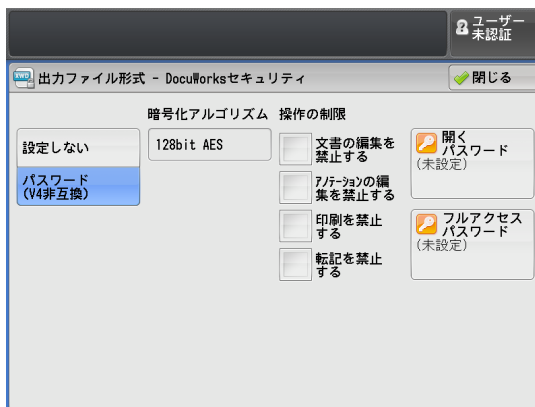 ユーザー
未認証
XWD
出力ファイル形式 - DocuWorksセキュリティ
閉じる
暗号化アルゴリズム
操作の制限
設定しない
パスワード
(V4非互換)
128bit AES
文書の編集を
禁止する
アノテーションの編
集を禁止する
印刷を禁止
する
転記を禁止
する
開く
パスワード
(未設定)
フルアクセス
パスワード
(未設定)